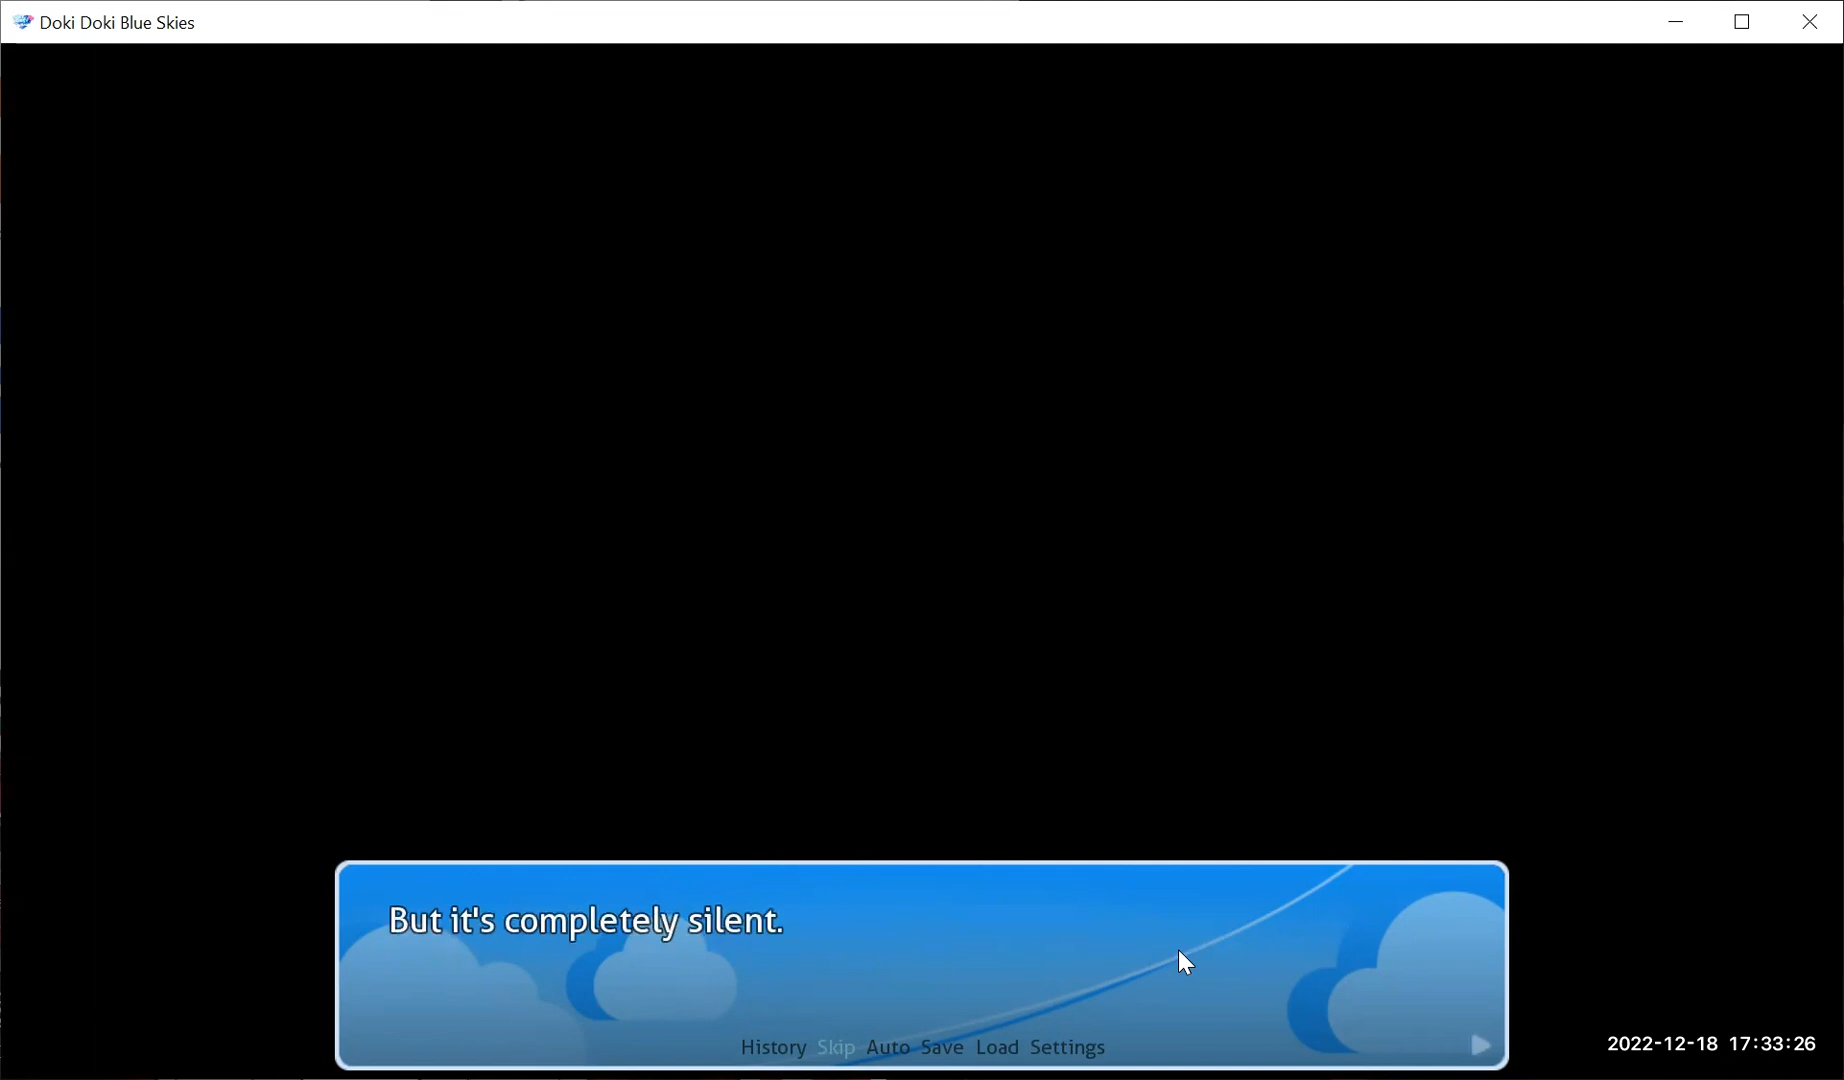 Doki Doki Blue Skies
But it's completely silent.
History Skip Auto Save Load Settings
2022-12-18 17:33:26